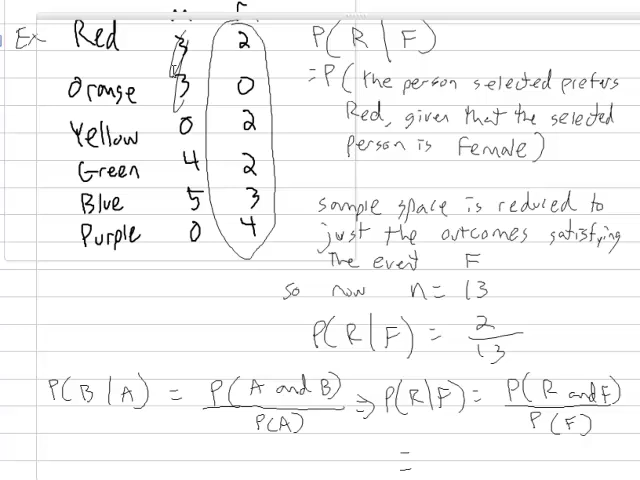 Ex Red 3 2 P(R|F)
=P(the person selected prefers
Orange 3 0 Red, given that the selected
Yellow 0 2 person is Female)
Green 4 2
Blue 5 3 sample space is reduced to
Purple 0 4 just the outcomes satisfying
The event F
so now n=13
P(R|F) = 2/13
P(B|A) = P(A and B)/P(A) => P(R|F) = P(R and F)/P(F)
=